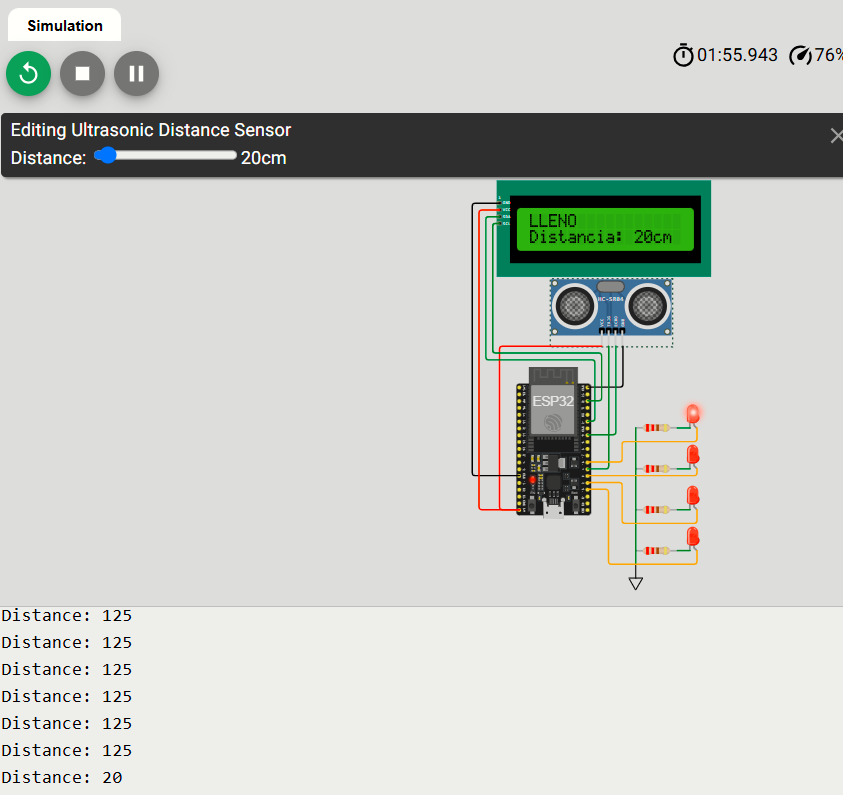 Simulation
01:55.943 76%
Editing Ultrasonic Distance Sensor
Distance: 20cm
LLENO
Distancia: 20cm
HC-SR04
ESP32
Distance: 125
Distance: 125
Distance: 125
Distance: 125
Distance: 125
Distance: 125
Distance: 20